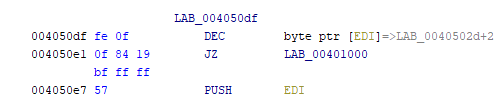 LAB_004050df
004050df fe 0f DEC byte ptr [EDI]=>LAB_0040502d+2
004050e1 0f 84 19 JZ LAB_00401000
bf ff ff
004050e7 57 PUSH EDI